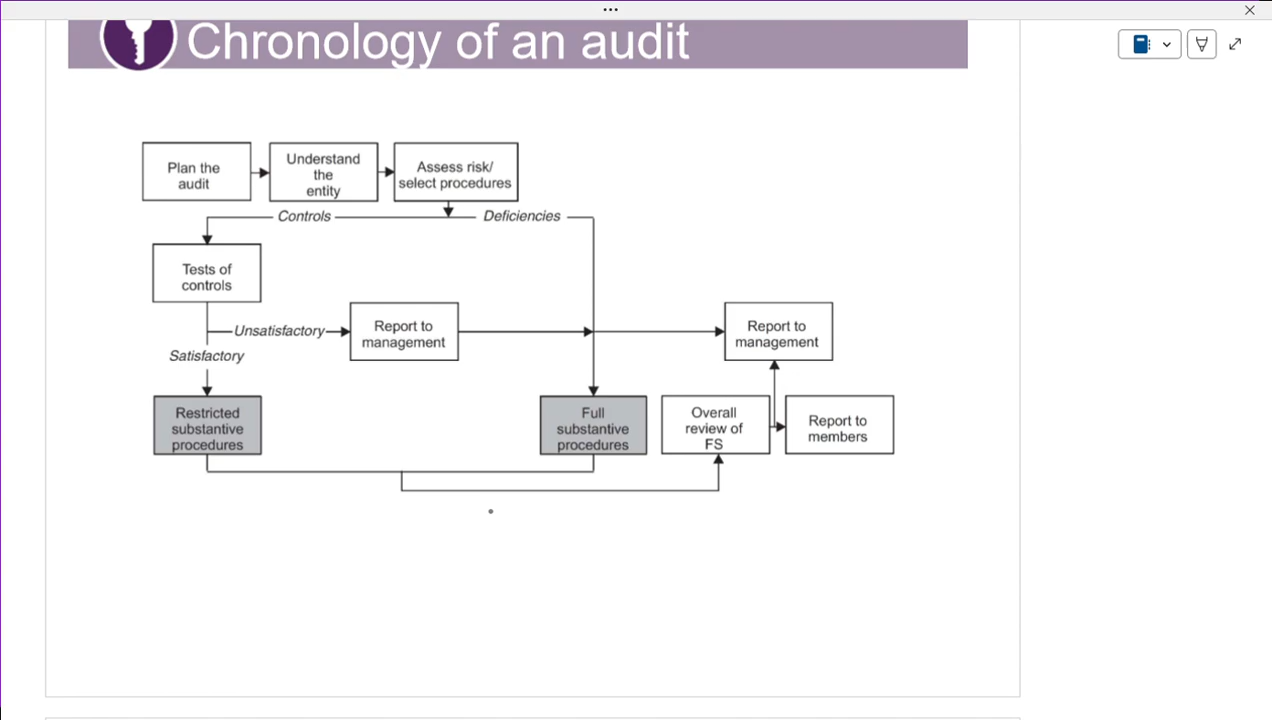 Chronology of an audit
Plan the
audit
Understand
the
entity
Assess risk/
select procedures
Controls
Deficiencies
Tests of
controls
Unsatisfactory
Report to
management
Report to
management
Satisfactory
Restricted
substantive
procedures
Full
substantive
procedures
Overall
review of
FS
Report to
members